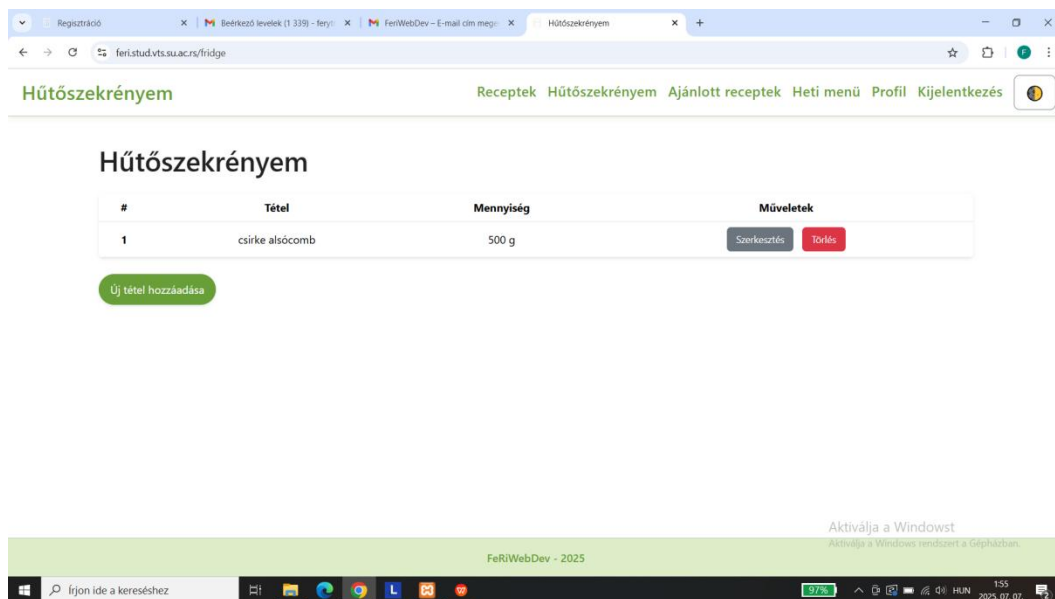 Regisztráció
Beérkező levelek (1 339) - feryt
FeriWebDev – E-mail cím mege
Hűtőszekrényem
feri.stud.vts.su.ac.rs/fridge
F
Hűtőszekrényem Receptek Hűtőszekrényem Ajánlott receptek Heti menü Profil Kijelentkezés
Hűtőszekrényem
# Tétel Mennyiség Műveletek
1 csirke alsócomb 500 g Szerkesztés Törlés
Új tétel hozzáadása
Aktiválja a Windowst
Aktiválja a Windows rendszert a Gépházban.
FeRiWebDev - 2025
Írjon ide a kereséshez
L
97%
HUN
1:55
2025. 07. 07.
2